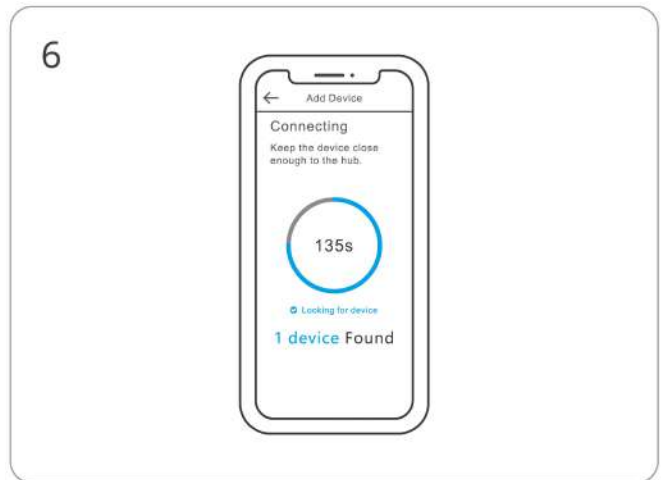 6
Add Device
Connecting
Keep the device close
enough to the hub.
135s
Looking for device
1 device Found